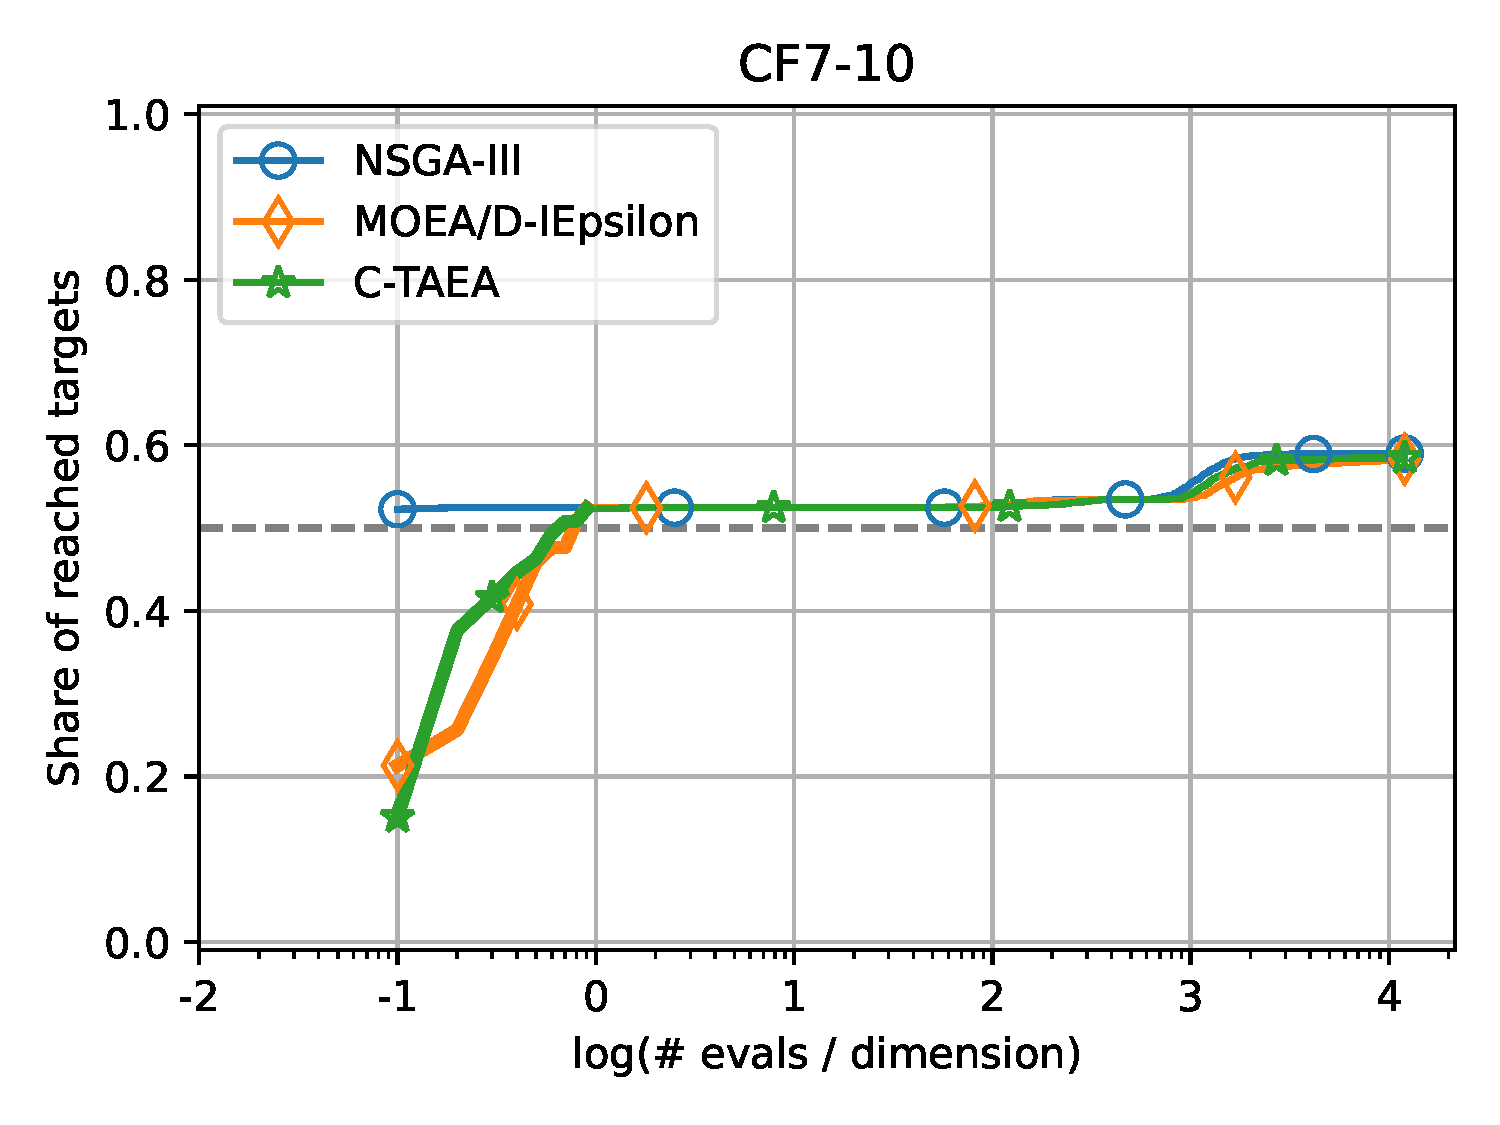 CF7-10
NSGA-III
MOEA/D-IEpsilon
C-TAEA
Share of reached targets
1.0
0.8
0.6
0.4
0.2
0.0
-2 -1 0 1 2 3 4
log(# evals / dimension)